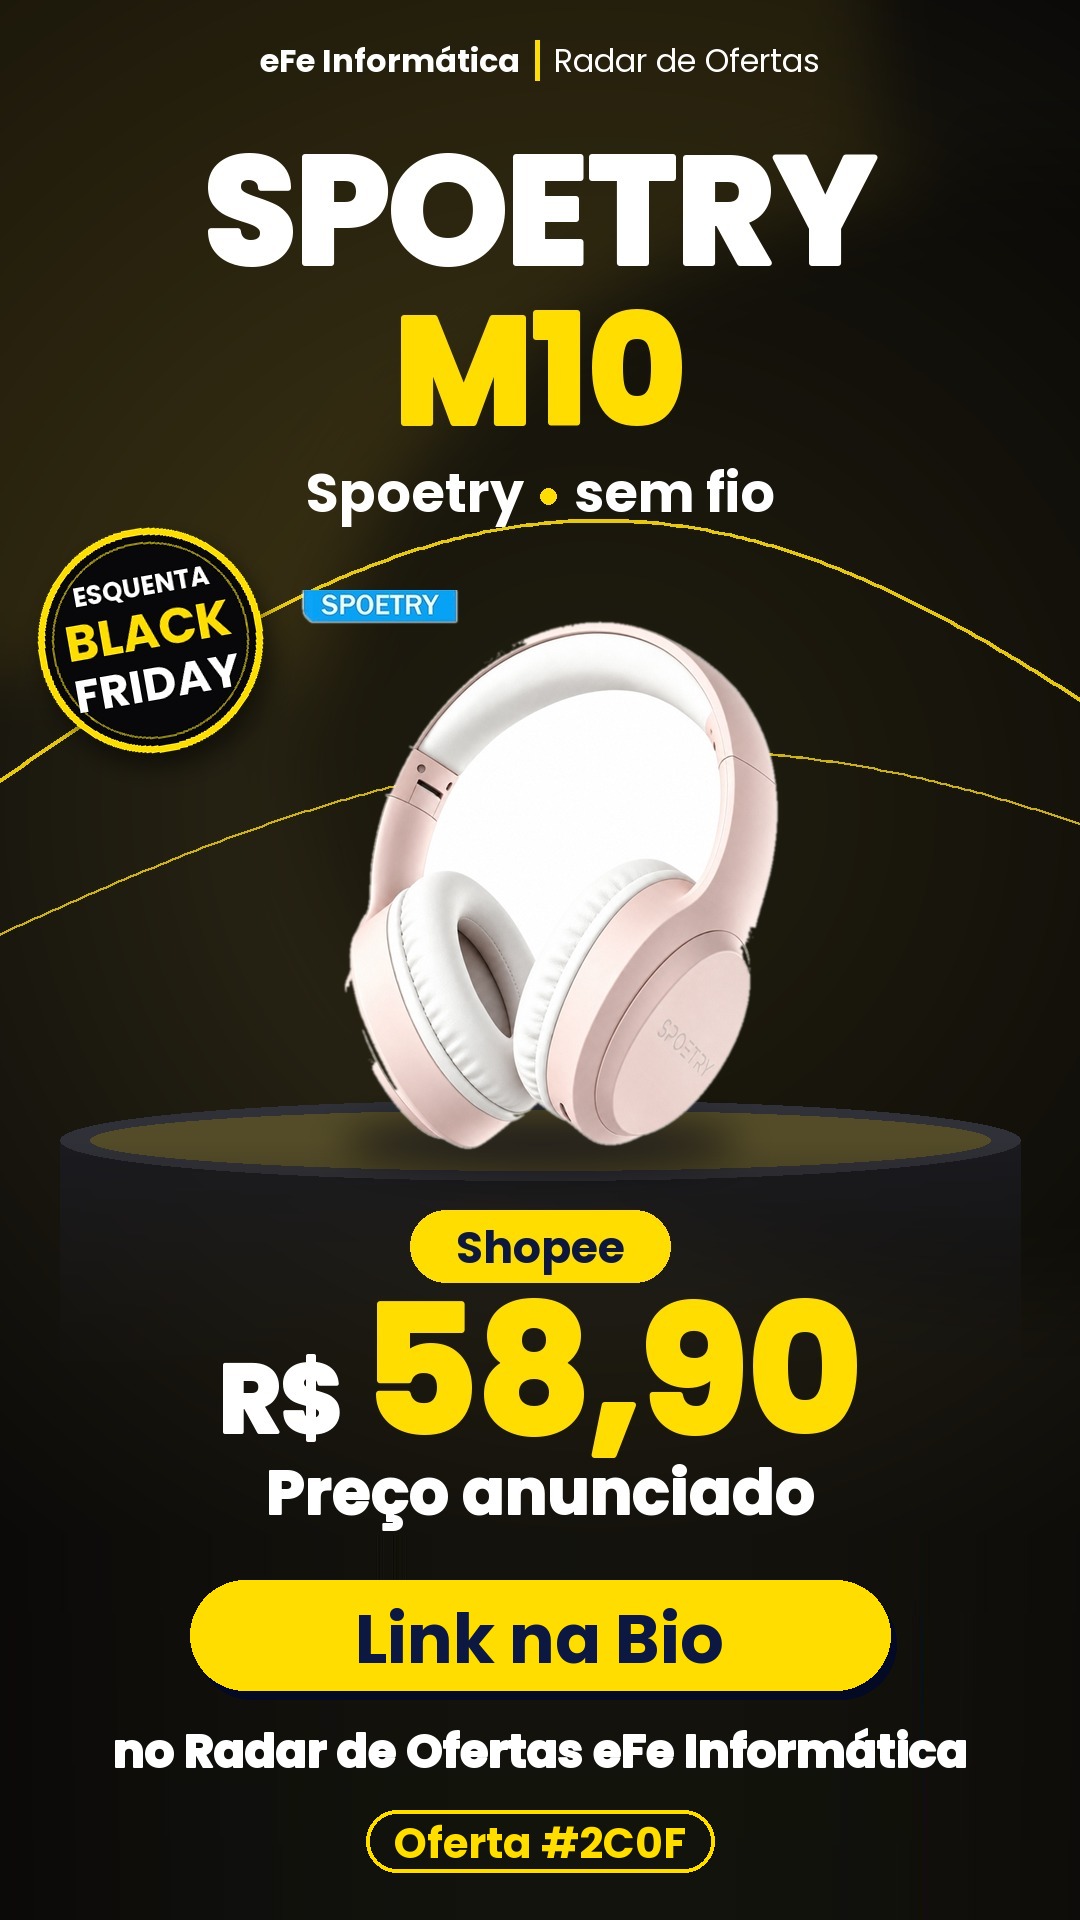 eFe Informática | Radar de Ofertas
SPOETRY
M10
Spoetry • sem fio
ESQUENTA
BLACK
FRIDAY
SPOETRY
SPOETRY
Shopee
R$ 58,90
Preço anunciado
Link na Bio
no Radar de Ofertas eFe Informática
Oferta #2C0F